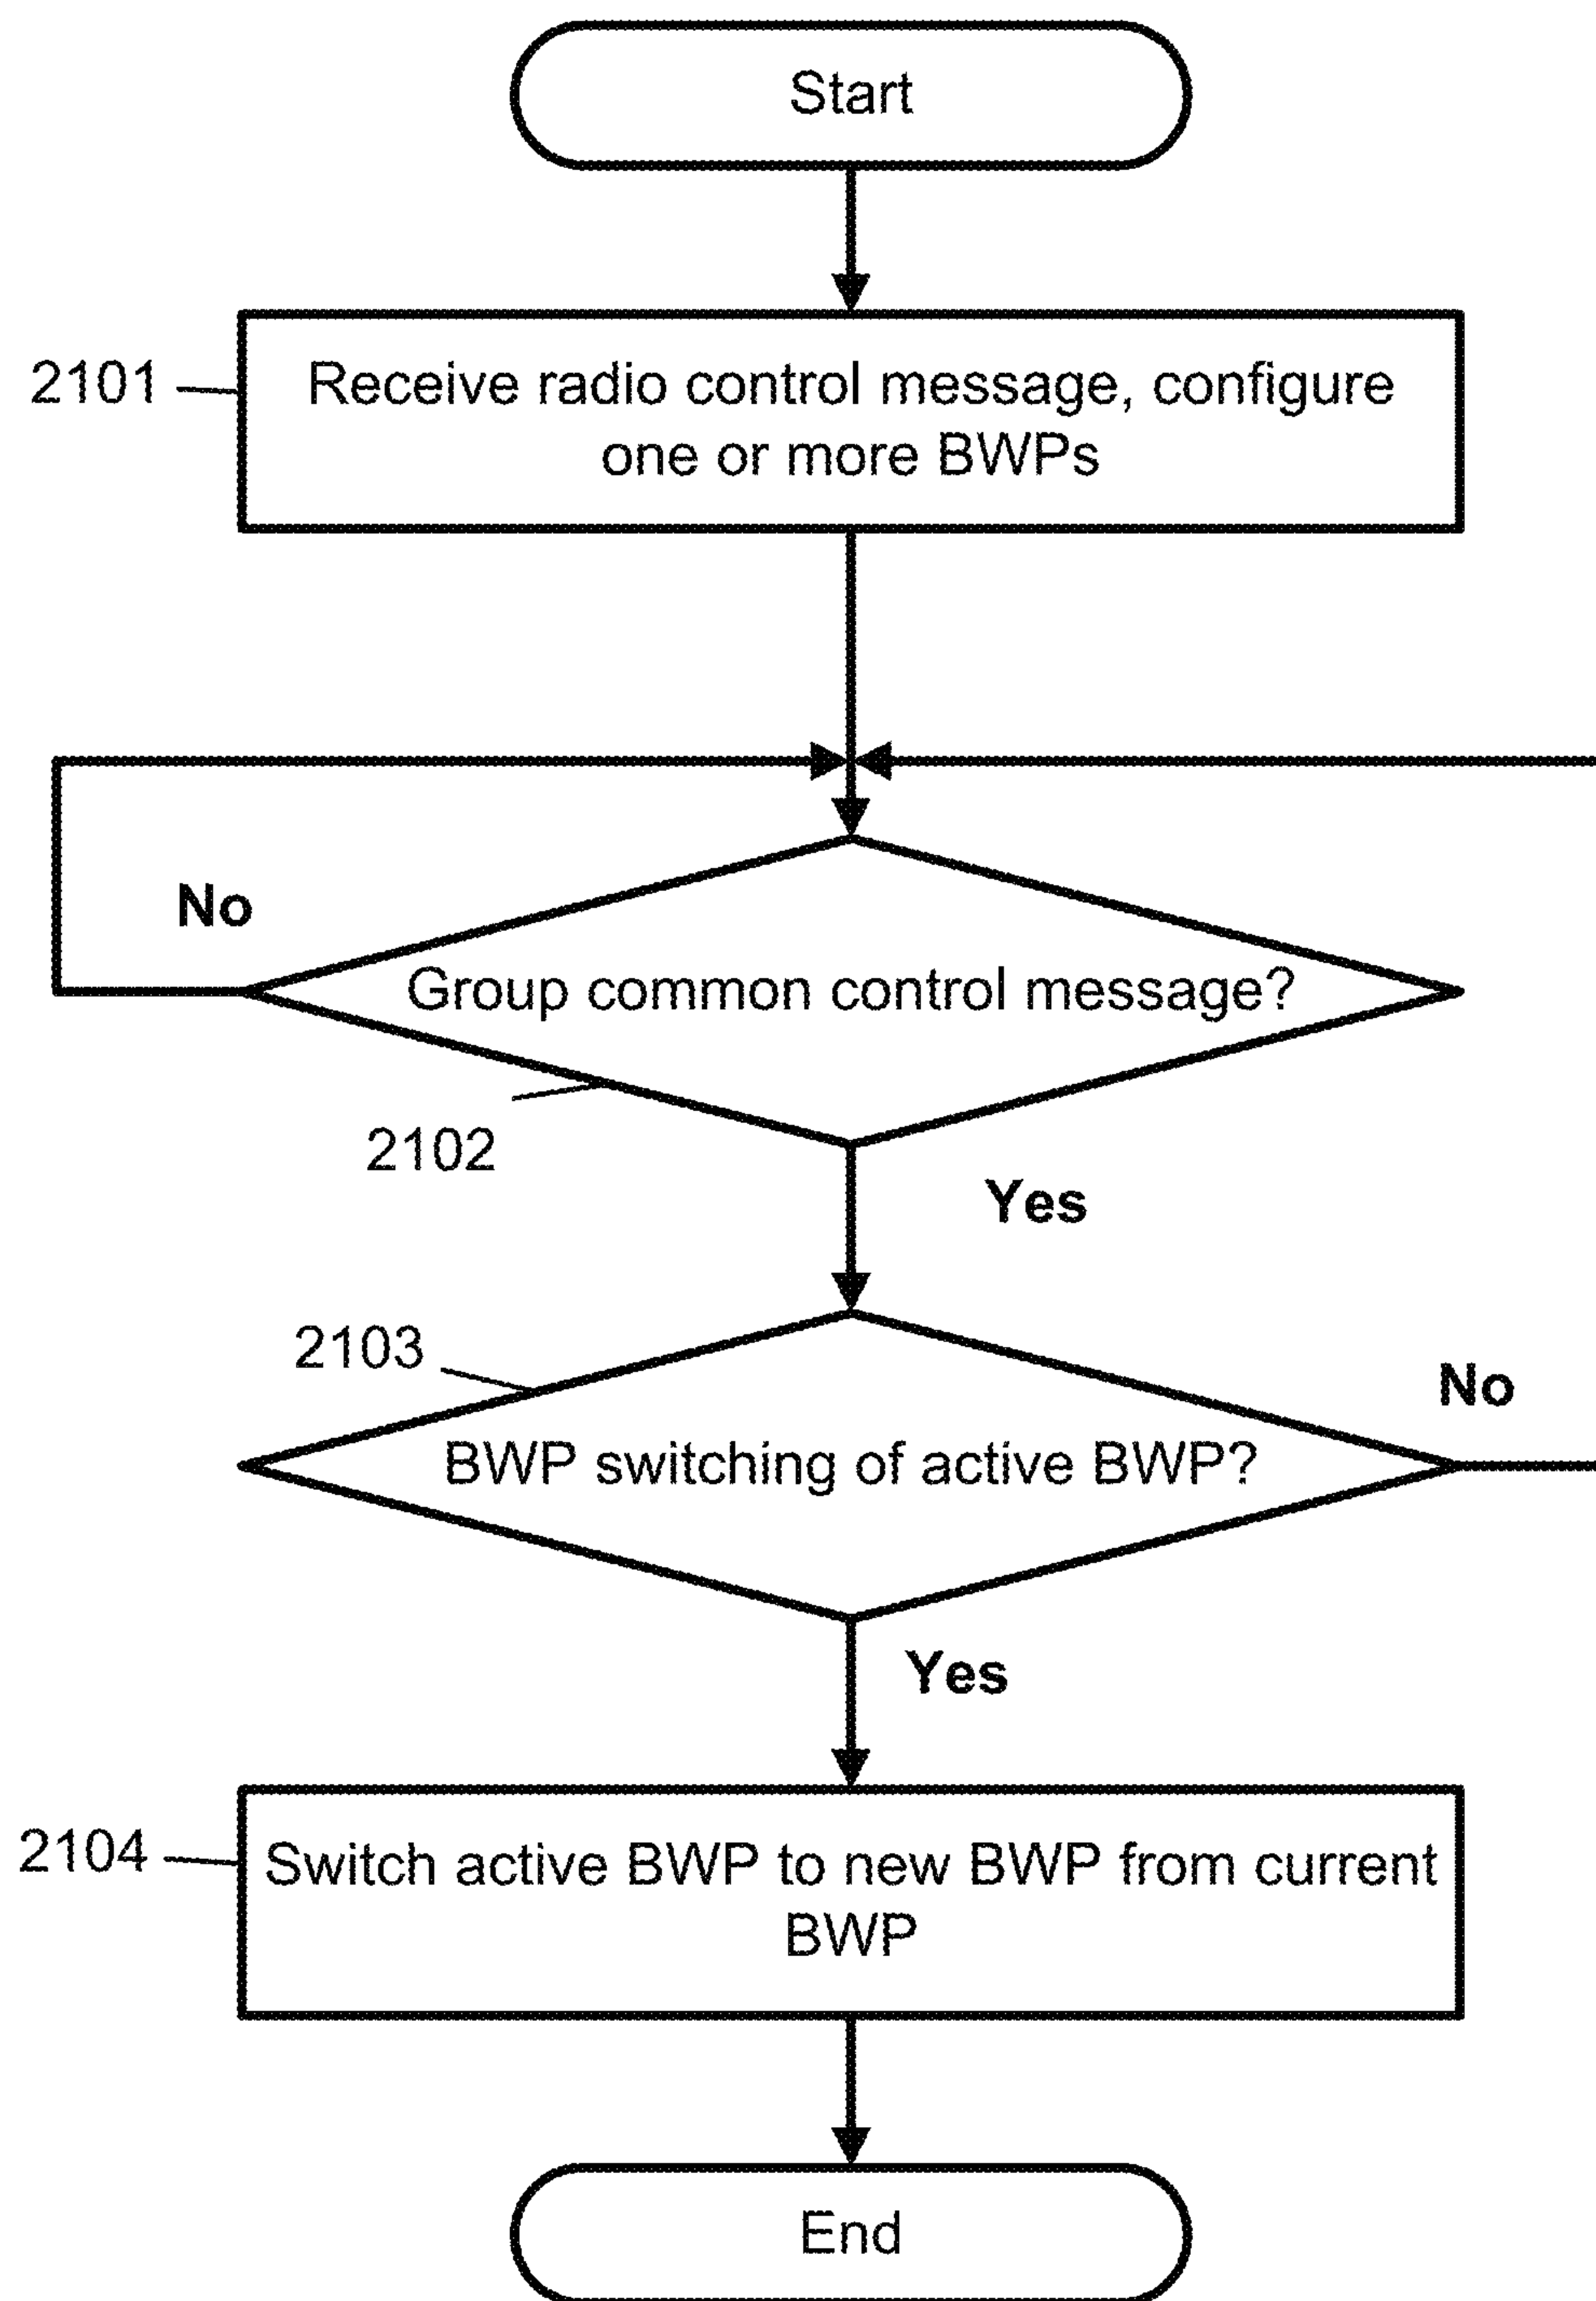 Start
2101
Receive radio control message, configure
one or more BWPs
No
Group common control message?
2102
Yes
2103
No
BWP switching of active BWP?
Yes
2104
Switch active BWP to new BWP from current
BWP
End